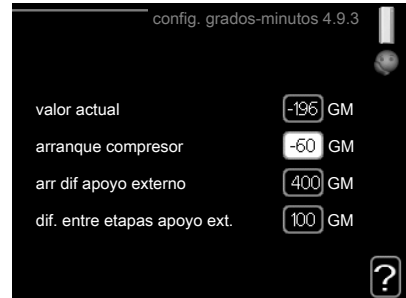 config. grados-minutos 4.9.3
valor actual -196 GM
arranque compresor -60 GM
arr dif apoyo externo 400 GM
dif. entre etapas apoyo ext. 100 GM
?